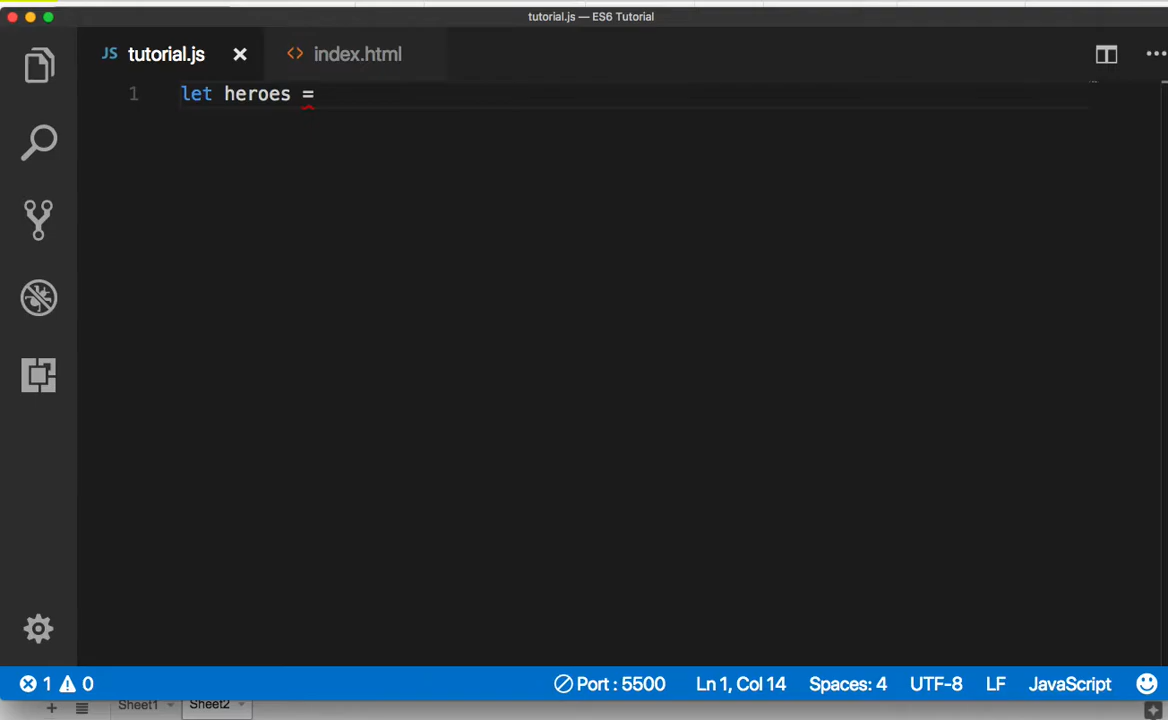 tutorial.js — ES6 Tutorial
JS tutorial.js × <> index.html
1 let heroes =
1 0 Port : 5500 Ln 1, Col 14 Spaces: 4 UTF-8 LF JavaScript
+ Sheet1 Sheet2